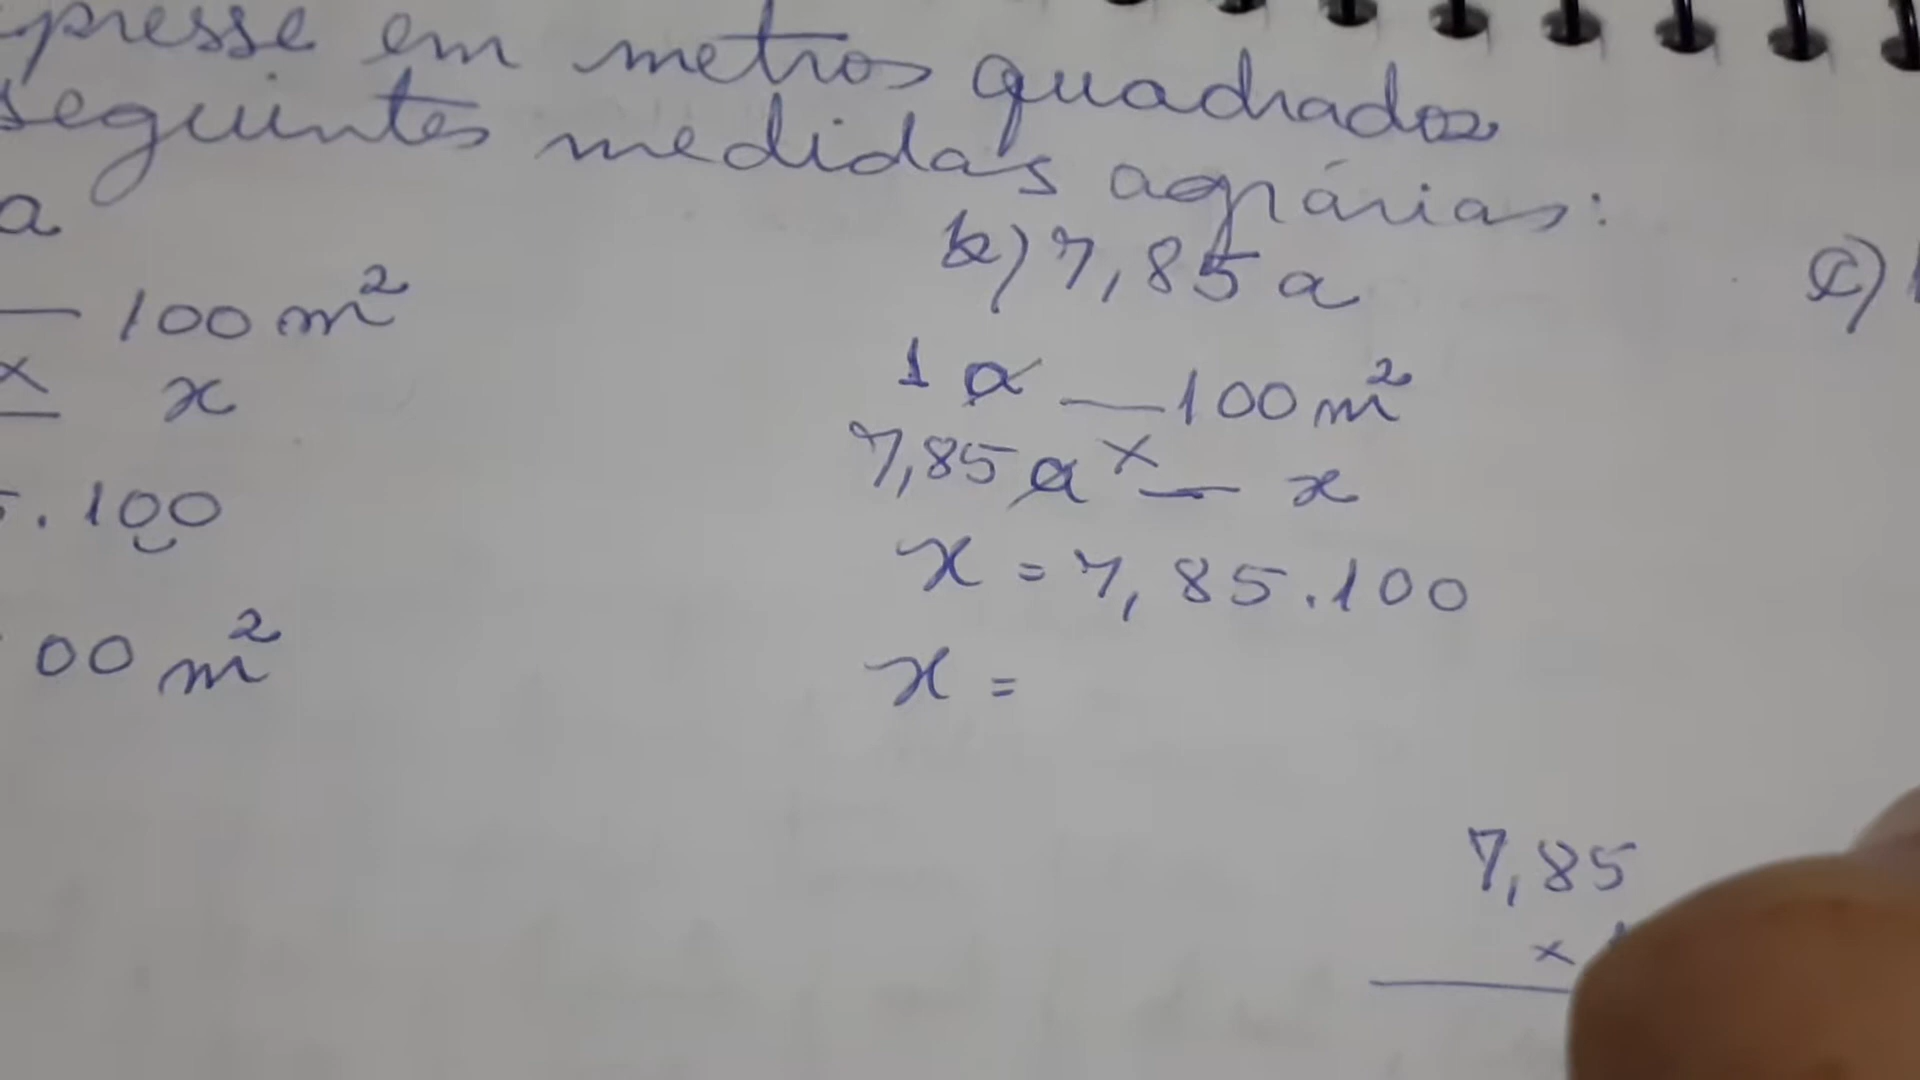 presse em metros quadrados
seguintes medidas agrárias:
a
100 m²
x
x
. 100
00 m²
b) 7,85 a
1 a — 100 m²
7,85 a x — x
x = 7,85 . 100
x =
7,85
x
c)